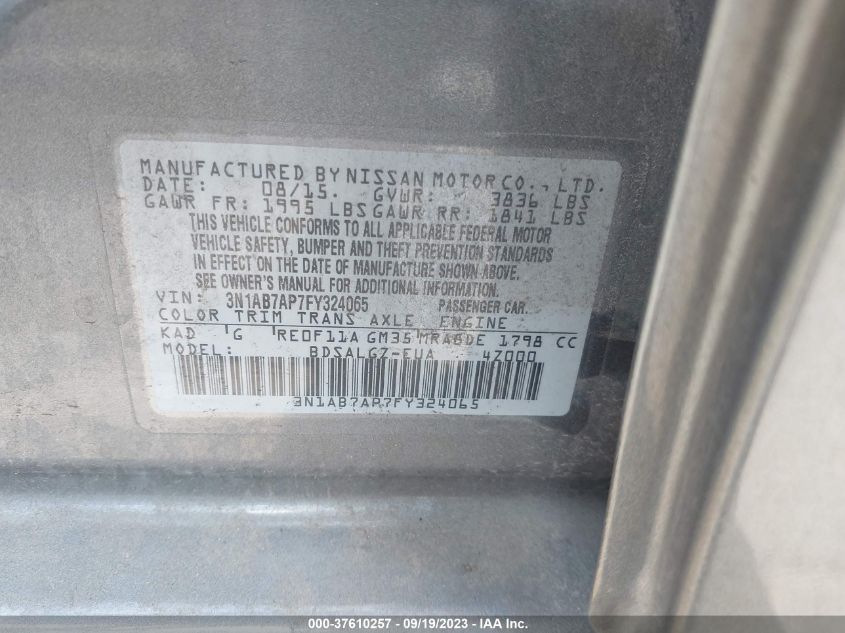 MANUFACTURED BY NISSAN MOTOR CO., LTD.
DATE: 08/15. GVWR: 3836 LBS
GAWR FR: 1995 LBS GAWR RR: 1841 LBS
THIS VEHICLE CONFORMS TO ALL APPLICABLE FEDERAL MOTOR
VEHICLE SAFETY, BUMPER AND THEFT PREVENTION STANDARDS
IN EFFECT ON THE DATE OF MANUFACTURE SHOWN ABOVE.
SEE OWNER'S MANUAL FOR ADDITIONAL INFORMATION.
VIN: 3N1AB7AP7FY324065 PASSENGER CAR.
COLOR TRIM TRANS AXLE ENGINE
KAD G RE0F11A GM35 MRA8DE 1798 CC
MODEL: BDSALGZ-EUA 4Z000
3N1AB7AP7FY324065
000-37610257 - 09/19/2023 - IAA Inc.